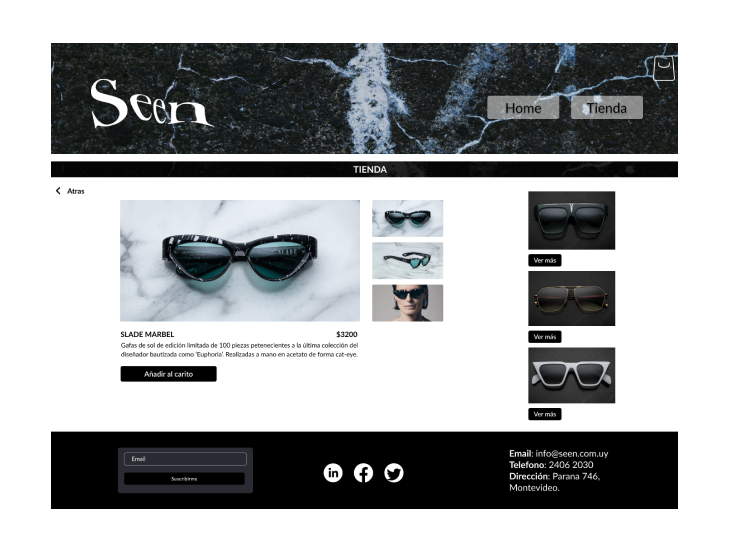 Seen
Home
Tienda
TIENDA
Atras
SLADE MARBEL
$3200
Gafas de sol de edición limitada de 100 piezas petenecientes a la última colección del
diseñador bautizada como 'Euphoria'. Realizadas a mano en acetato de forma cat-eye.
Añadir al carito
Ver más
Ver más
Ver más
Email
Suscribirme
in
Email: info@seen.com.uy
Telefono: 2406 2030
Dirección: Parana 746,
Montevideo.